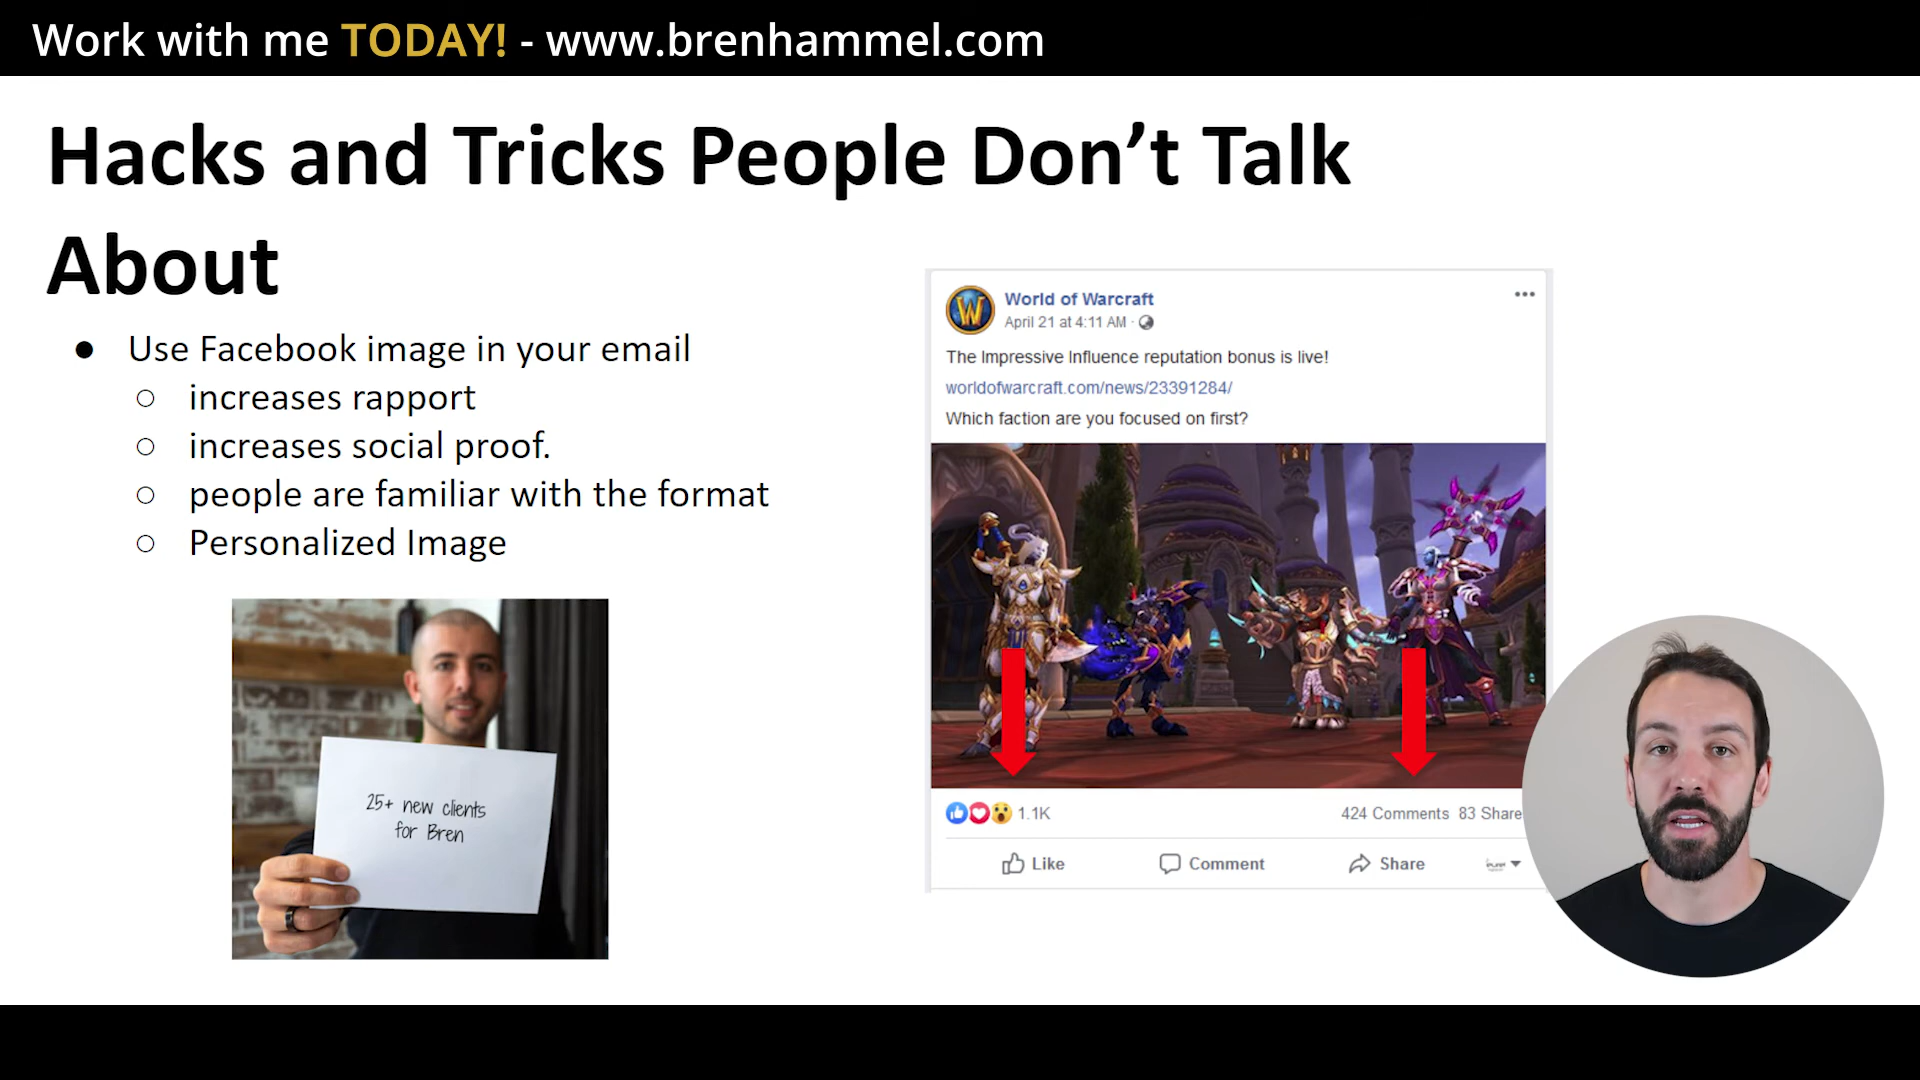 Work with me TODAY! - www.brenhammel.com
Hacks and Tricks People Don’t Talk
About
● Use Facebook image in your email
○ increases rapport
○ increases social proof.
○ people are familiar with the format
○ Personalized Image
25+ new clients
for Bren
World of Warcraft
April 21 at 4:11 AM ·
The Impressive Influence reputation bonus is live!
worldofwarcraft.com/news/23391284/
Which faction are you focused on first?
1.1K 424 Comments 83 Share
Like Comment Share